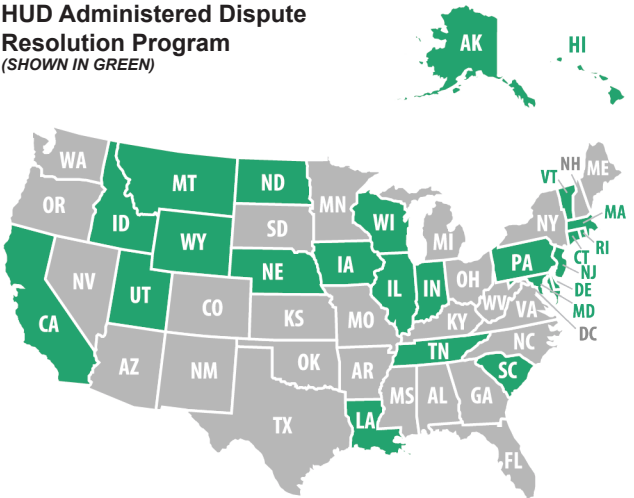 HUD Administered Dispute
Resolution Program
(SHOWN IN GREEN)
AK
HI
WA
MT
ND
MN
VT
NH
ME
OR
ID
WY
SD
WI
MI
NY
MA
RI
CT
NJ
DE
MD
DC
NV
UT
CO
NE
IA
IL
IN
OH
PA
WV
VA
CA
KS
MO
KY
NC
TN
SC
AZ
NM
OK
AR
MS
AL
GA
TX
LA
FL